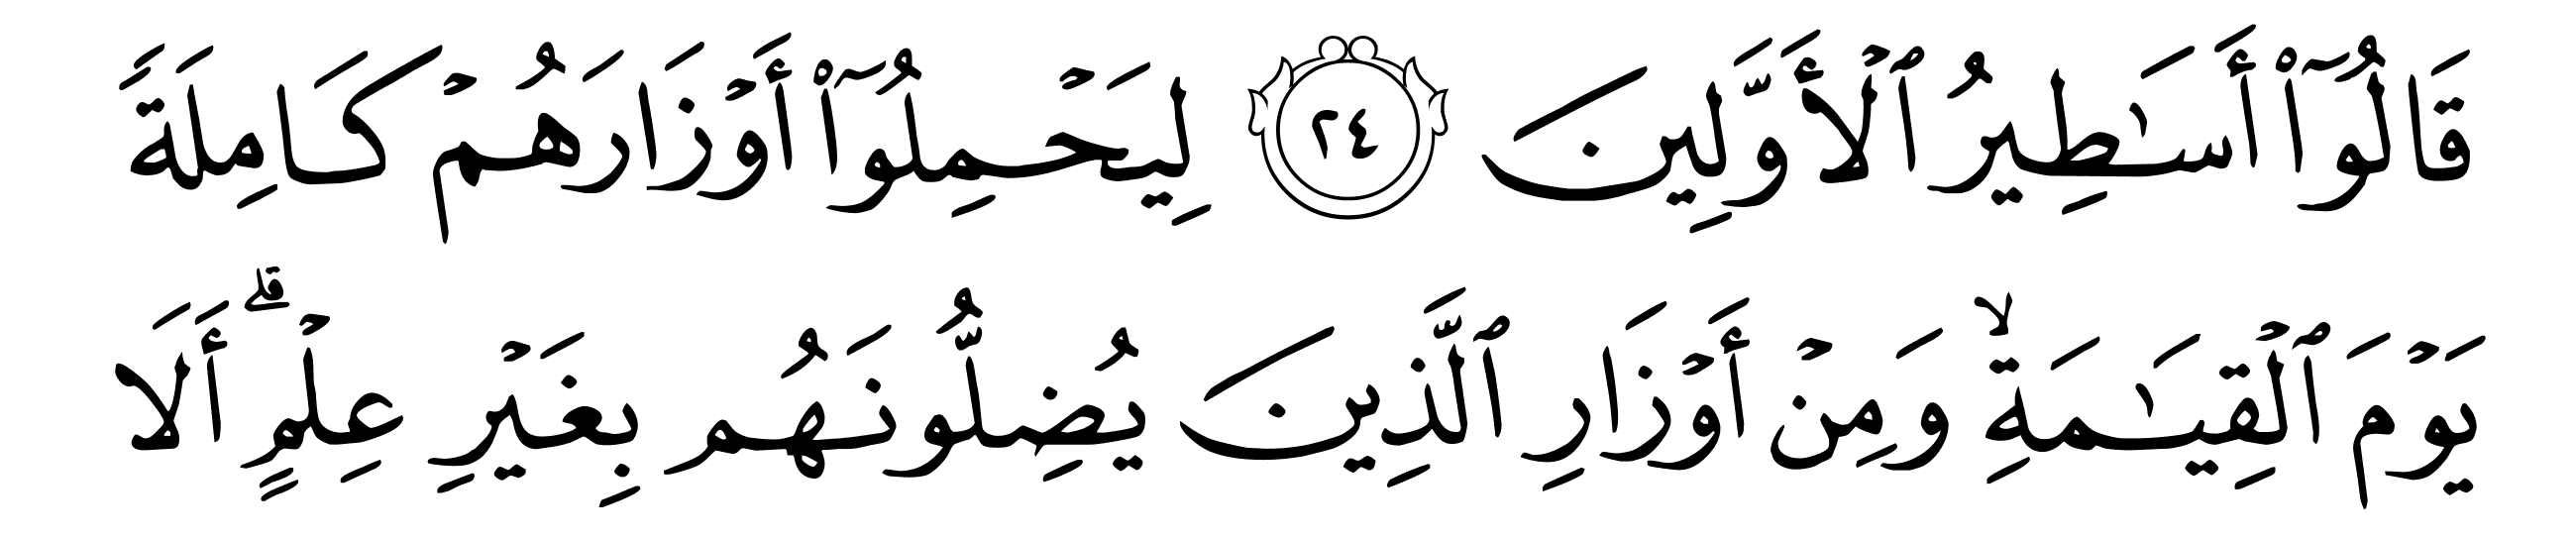 قَالُوٓا۟ أَسَـٰطِيرُ ٱلْأَوَّلِينَ ٢٤ لِيَحْمِلُوٓا۟ أَوْزَارَهُمْ كَامِلَةً
يَوْمَ ٱلْقِيَـٰمَةِ ۙ وَمِنْ أَوْزَارِ ٱلَّذِينَ يُضِلُّونَهُم بِغَيْرِ عِلْمٍ ۗ أَلَا